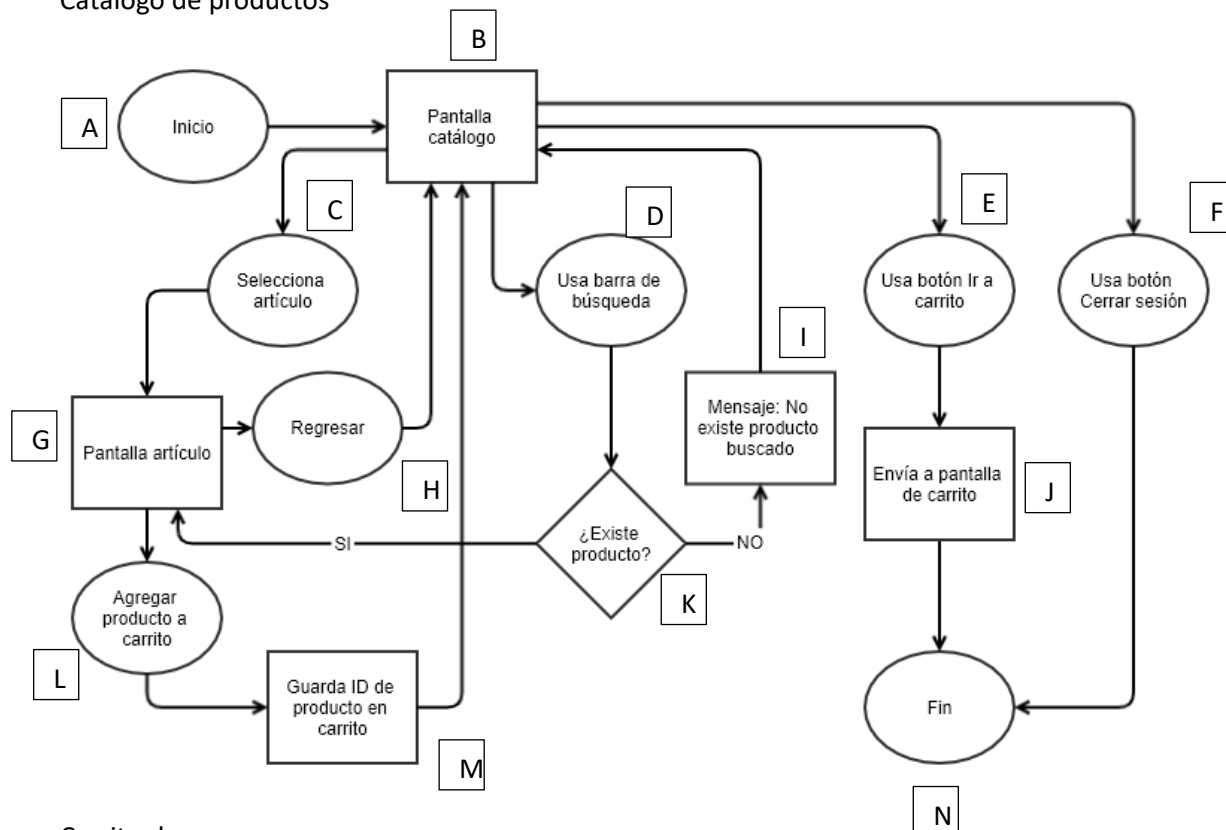 Catálogo de productos
B
A
Inicio
Pantalla
catálogo
C
D
E
F
Selecciona
artículo
Usa barra de
búsqueda
Usa botón Ir a
carrito
Usa botón
Cerrar sesión
I
G
Pantalla artículo
Regresar
H
Mensaje: No
existe producto
buscado
Envía a pantalla
de carrito
J
SI
¿Existe
producto?
NO
K
Agregar
producto a
carrito
L
Guarda ID de
producto en
carrito
M
Fin
N